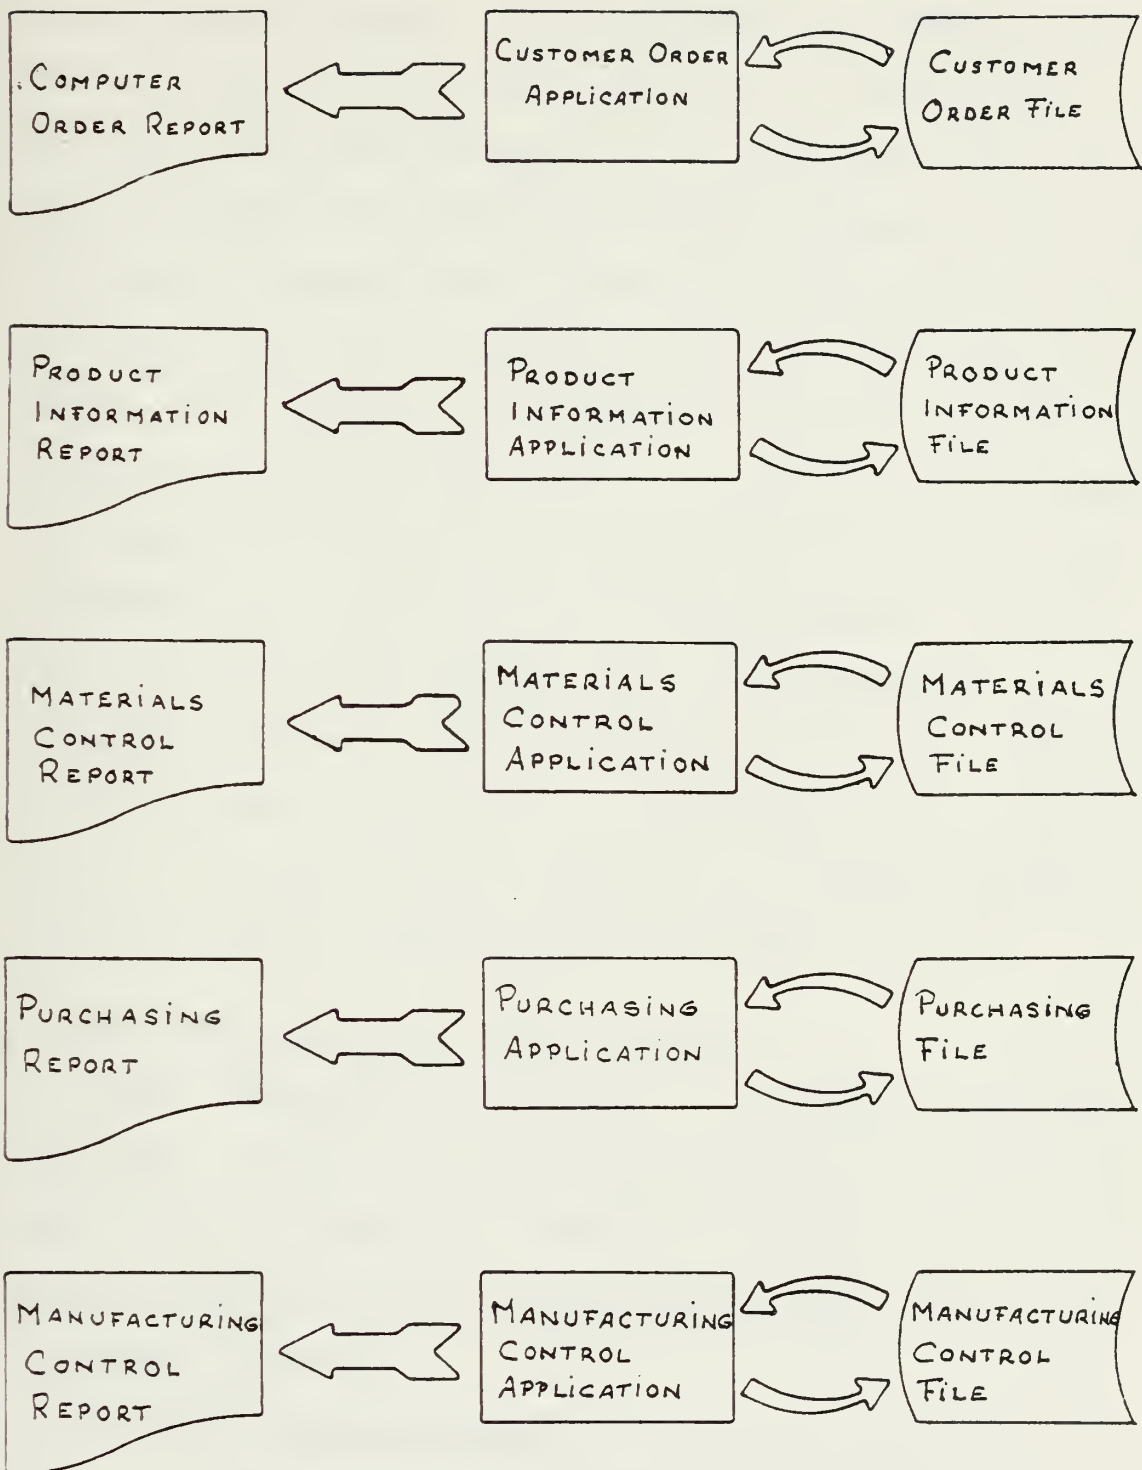 COMPUTER
ORDER REPORT
CUSTOMER ORDER
APPLICATION
CUSTOMER
ORDER FILE
PRODUCT
INFORMATION
REPORT
PRODUCT
INFORMATION
APPLICATION
PRODUCT
INFORMATION
FILE
MATERIALS
CONTROL
REPORT
MATERIALS
CONTROL
APPLICATION
MATERIALS
CONTROL
FILE
PURCHASING
REPORT
PURCHASING
APPLICATION
PURCHASING
FILE
MANUFACTURING
CONTROL
REPORT
MANUFACTURING
CONTROL
APPLICATION
MANUFACTURING
CONTROL
FILE